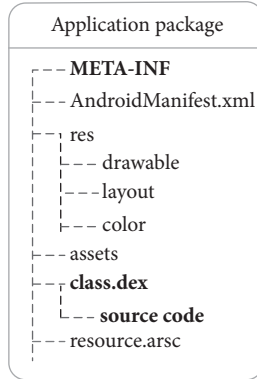 Application package
META-INF
AndroidManifest.xml
res
drawable
layout
color
assets
class.dex
source code
resource.arsc